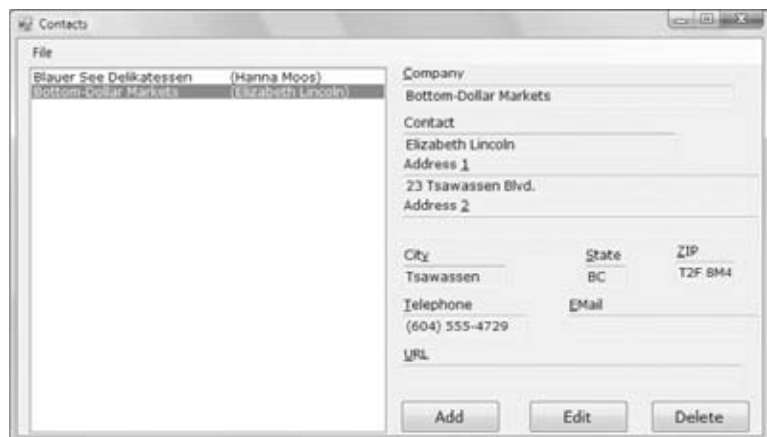 Contacts
File
Blauer See Delikatessen (Hanna Moos)
Bottom-Dollar Markets (Elizabeth Lincoln)
Company
Bottom-Dollar Markets
Contact
Elizabeth Lincoln
Address 1
23 Tsawassen Blvd.
Address 2
City State ZIP
Tsawassen BC T2F 8M4
Telephone EMail
(604) 555-4729
URL
Add Edit Delete